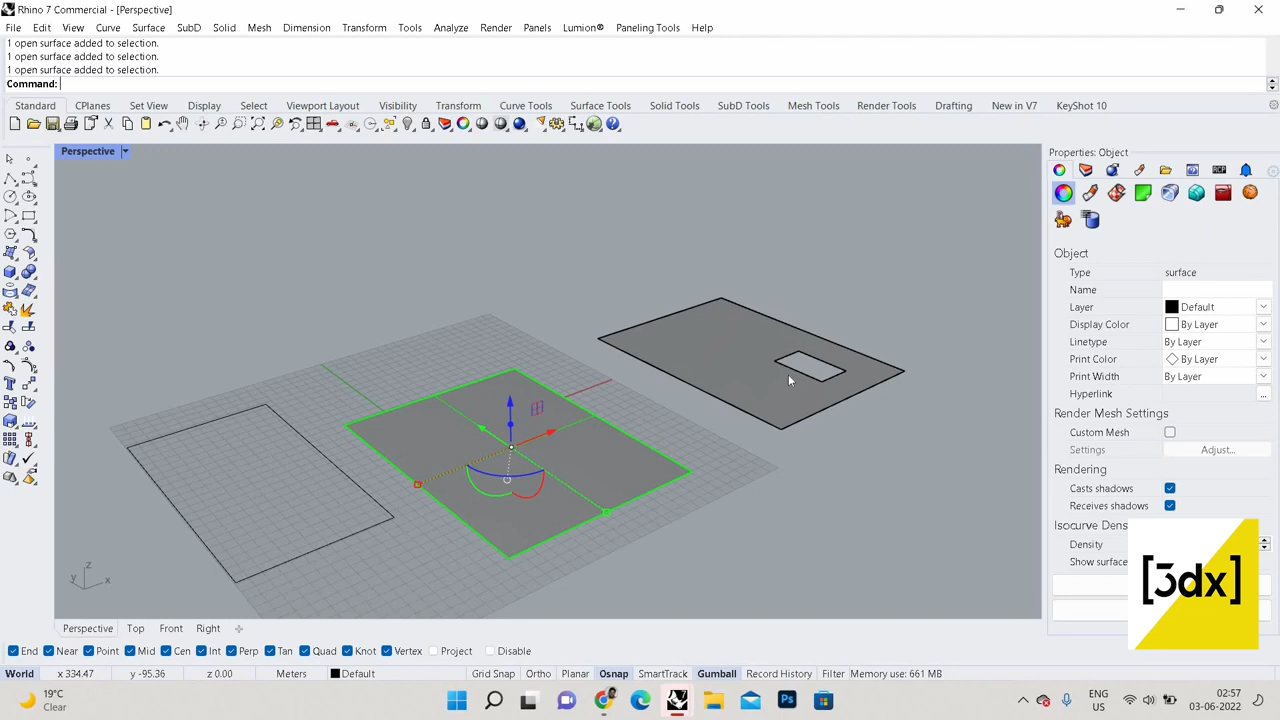 Rhino 7 Commercial - [Perspective]
File Edit View Curve Surface SubD Solid Mesh Dimension Transform Tools Analyze Render Panels Lumion® Paneling Tools Help
1 open surface added to selection.
1 open surface added to selection.
1 open surface added to selection.
Command:
Standard CPlanes Set View Display Select Viewport Layout Visibility Transform Curve Tools Surface Tools Solid Tools SubD Tools Mesh Tools Render Tools Drafting New in V7 KeyShot 10
Perspective
Properties: Object
RCP
Object
Type surface
Name
Layer Default
Display Color By Layer
Linetype By Layer
Print Color By Layer
Print Width By Layer
Hyperlink ...
Render Mesh Settings
Custom Mesh
Settings Adjust...
Rendering
Casts shadows
Receives shadows
Isocurve Dens
Density
Show surface
[3dx]
z
y x
Perspective Top Front Right
End Near Point Mid Cen Int Perp Tan Quad Knot Vertex Project Disable
World x 334.47 y -95.36 z 0.00 Meters Default Grid Snap Ortho Planar Osnap SmartTrack Gumball Record History Filter Memory use: 661 MB
19°C
Clear
Ps
ENG
US
02:57
03-06-2022